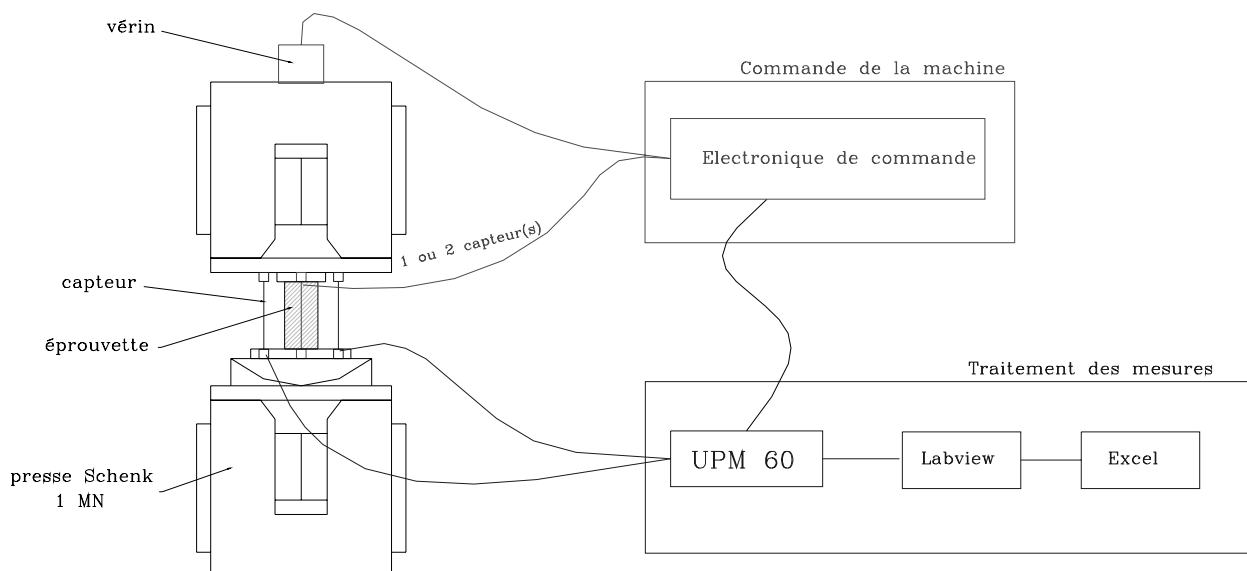 vérin
Commande de la machine
Electronique de commande
1 ou 2 capteur(s)
capteur
éprouvette
Traitement des mesures
UPM 60
Labview
Excel
presse Schenk
1 MN